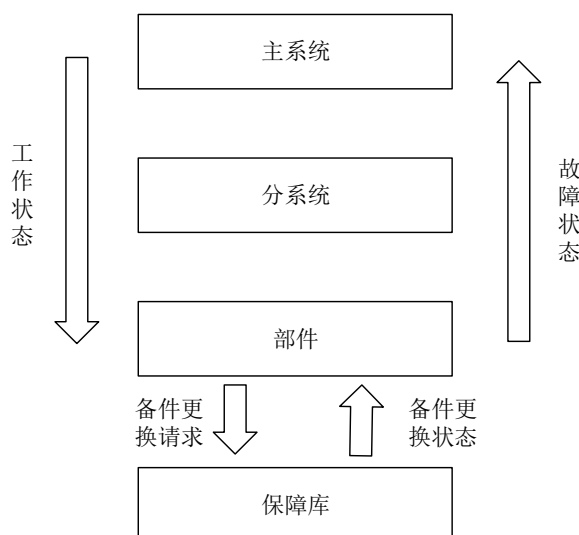 主系统
工作状态
分系统
故障状态
部件
备件更
换请求
备件更
换状态
保障库